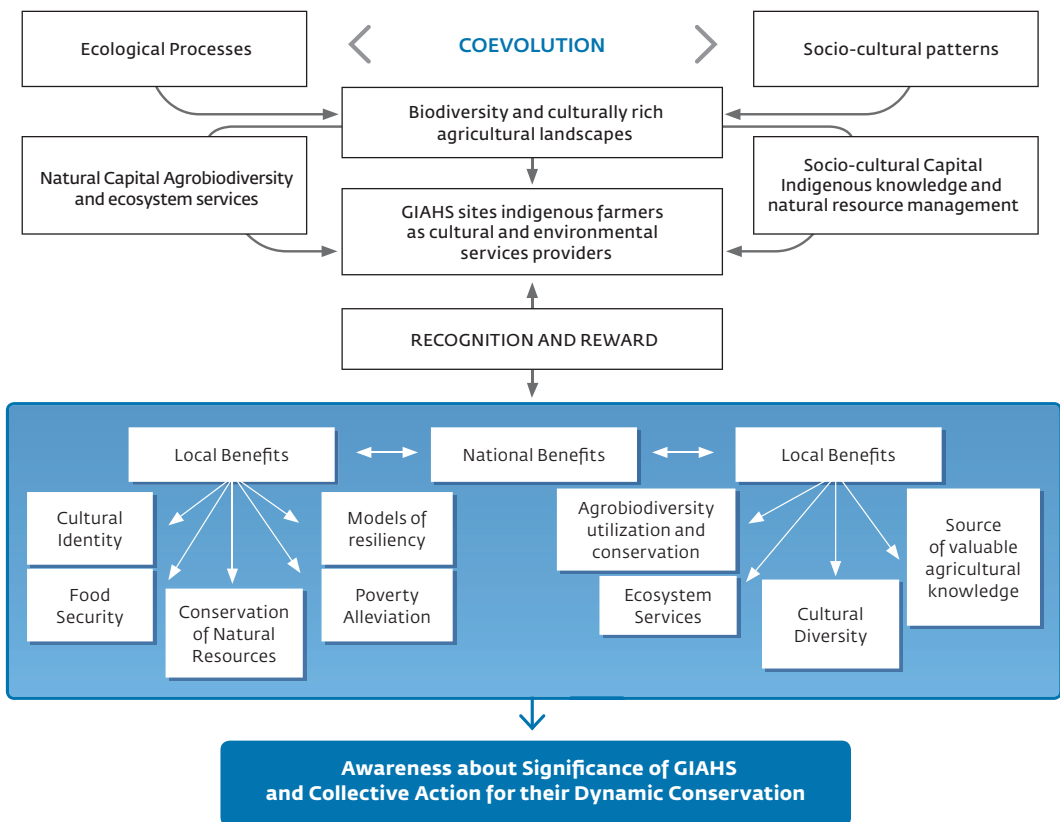 Ecological Processes
COEVOLUTION
Socio-cultural patterns
Biodiversity and culturally rich
agricultural landscapes
Natural Capital Agrobiodiversity
and ecosystem services
Socio-cultural Capital
Indigenous knowledge and
natural resource management
GIAHS sites indigenous farmers
as cultural and environmental
services providers
RECOGNITION AND REWARD
Local Benefits
National Benefits
Local Benefits
Cultural
Identity
Models of
resiliency
Food
Security
Conservation
of Natural
Resources
Poverty
Alleviation
Agrobiodiversity
utilization and
conservation
Ecosystem
Services
Cultural
Diversity
Source
of valuable
agricultural
knowledge
Awareness about Significance of GIAHS
and Collective Action for their Dynamic Conservation